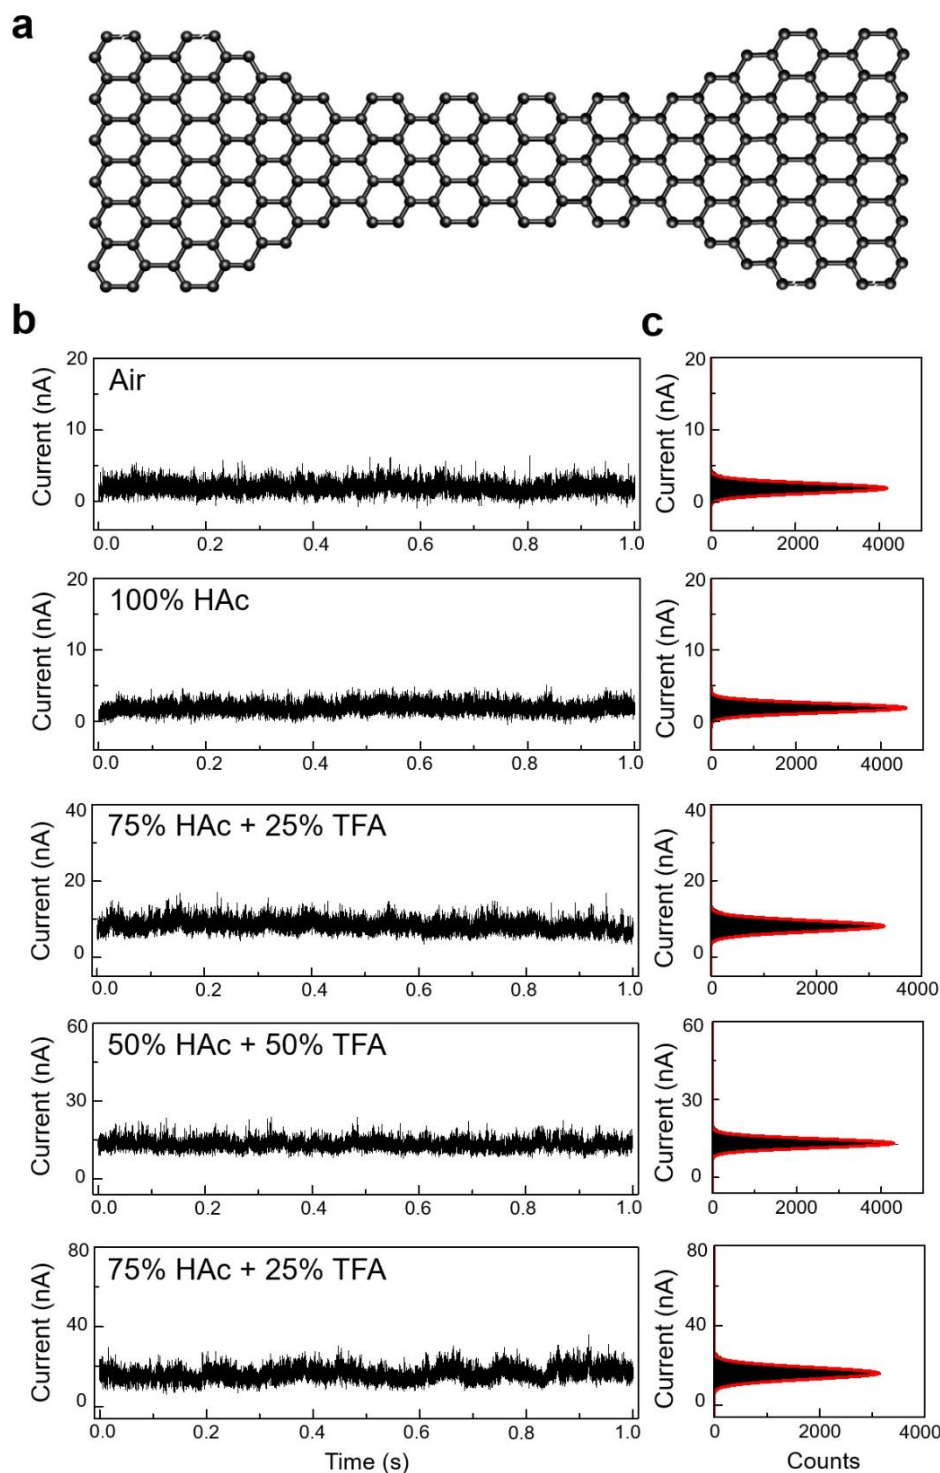 a
b
c
Current (nA)
20
10
0
Air
0.0 0.2 0.4 0.6 0.8 1.0
Current (nA)
20
10
0
0 2000 4000
Current (nA)
20
10
0
100% HAc
0.0 0.2 0.4 0.6 0.8 1.0
Current (nA)
20
10
0
0 2000 4000
Current (nA)
40
20
0
75% HAc + 25% TFA
0.0 0.2 0.4 0.6 0.8 1.0
Current (nA)
40
20
0
0 2000 4000
Current (nA)
60
30
0
50% HAc + 50% TFA
0.0 0.2 0.4 0.6 0.8 1.0
Current (nA)
60
30
0
0 2000 4000
Current (nA)
80
40
0
75% HAc + 25% TFA
0.0 0.2 0.4 0.6 0.8 1.0
Time (s)
Current (nA)
80
40
0
0 2000 4000
Counts